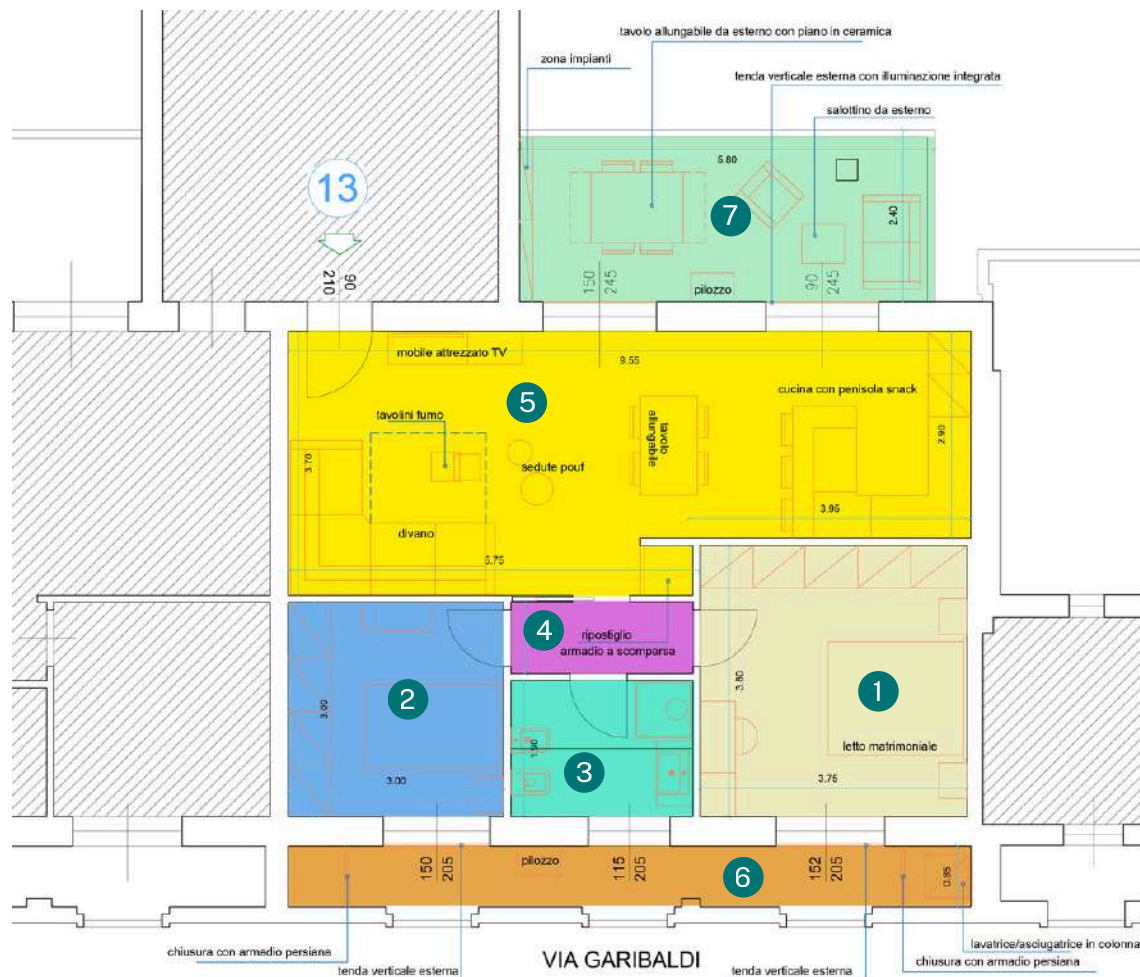 tavolo allungabile da esterno con piano in ceramica
zona impianti
tenda verticale esterna con illuminazione integrata
salottino da esterno
5.80
13
7
2.40
90
210
150
245
pilozzo
90
245
mobile attrezzato TV
9.55
cucina con penisola snack
5
tavolini fumo
tavolo
allungabile
2.90
3.70
sedute pouf
3.95
divano
5.75
4
ripostiglio
armadio a scomparsa
3.80
1
2
3.00
letto matrimoniale
1.90
3
3.00
3.75
pilozzo
150
205
115
205
152
205
6
0.85
chiusura con armadio persiana
lavatrice/asciugatrice in colonna
VIA GARIBALDI
chiusura con armadio persiana
tenda verticale esterna
tenda verticale esterna